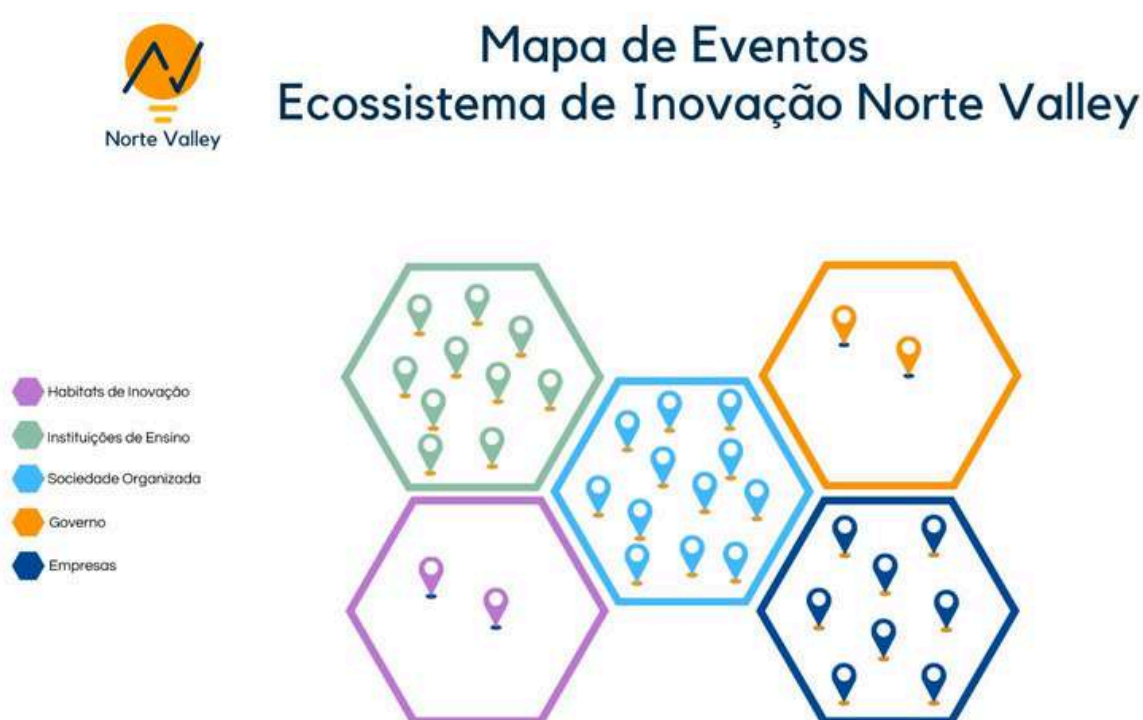 Mapa de Eventos
Ecossistema de Inovação Norte Valley
Norte Valley
Habitats de Inovação
Instituições de Ensino
Sociedade Organizada
Governo
Empresas